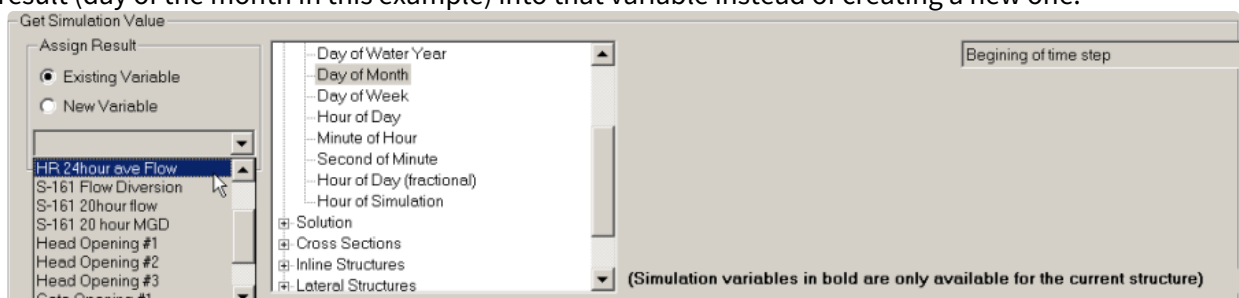 result (day of the month in this example) into that variable instead of creating a new one.
Get Simulation Value
Assign Result
Existing Variable
New Variable
HR 24hour ave Flow
S-161 Flow Diversion
S-161 20hour flow
S-161 20 hour MGD
Head Opening #1
Head Opening #2
Head Opening #3
Gate Opening #1
Day of Water Year
Day of Month
Day of Week
Hour of Day
Minute of Hour
Second of Minute
Hour of Day (fractional)
Hour of Simulation
Solution
Cross Sections
Inline Structures
Lateral Structures
Begining of time step
(Simulation variables in bold are only available for the current structure)